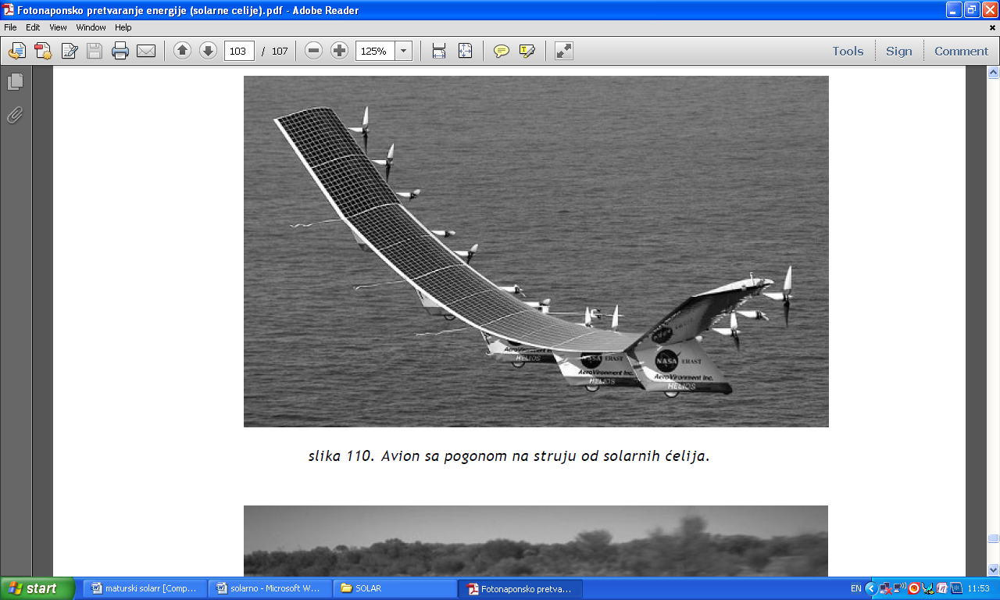 Fotonaponsko pretvaranje energije (solarne celije).pdf - Adobe Reader
File Edit View Window Help
103 / 107 125% Tools Sign Comment
NASA ERAST
HELIOS
AeroVironment Inc.
HELIOS
NASA ERAST
AeroVironment Inc.
HELIOS
slika 110. Avion sa pogonom na struju od solarnih ćelija.
start maturski solarr [Comp... solarno - Microsoft W... SOLAR Fotonaponsko pretva... EN 11:53